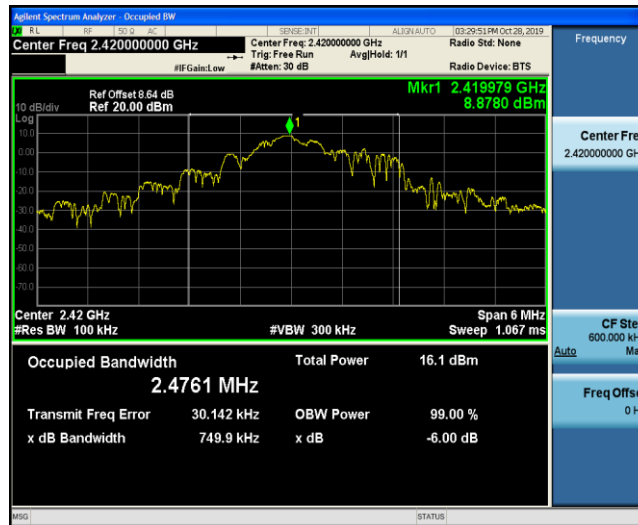 Agilent Spectrum Analyzer - Occupied BW
RL RF 50 Ω AC SENSE:INT ALIGN AUTO 03:29:51 PM Oct 28, 2019
Center Freq 2.420000000 GHz
Center Freq: 2.420000000 GHz
Radio Std: None
Trig: Free Run Avg|Hold: 1/1
#IFGain:Low
#Atten: 30 dB
Radio Device: BTS
Frequency
Ref Offset 8.64 dB
Mkr1 2.419979 GHz
10 dB/div
Ref 20.00 dBm
8.8780 dBm
Log
1
10.0
0.00
-10.0
-20.0
-30.0
-40.0
-50.0
-60.0
-70.0
Center Fre
2.420000000 GH
Center 2.42 GHz
Span 6 MHz
#Res BW 100 kHz
#VBW 300 kHz
Sweep 1.067 ms
CF Ste
600.000 kH
Auto Ma
Occupied Bandwidth
Total Power 16.1 dBm
2.4761 MHz
Transmit Freq Error 30.142 kHz OBW Power 99.00 %
x dB Bandwidth 749.9 kHz x dB -6.00 dB
Freq Offse
0 H
MSG
STATUS